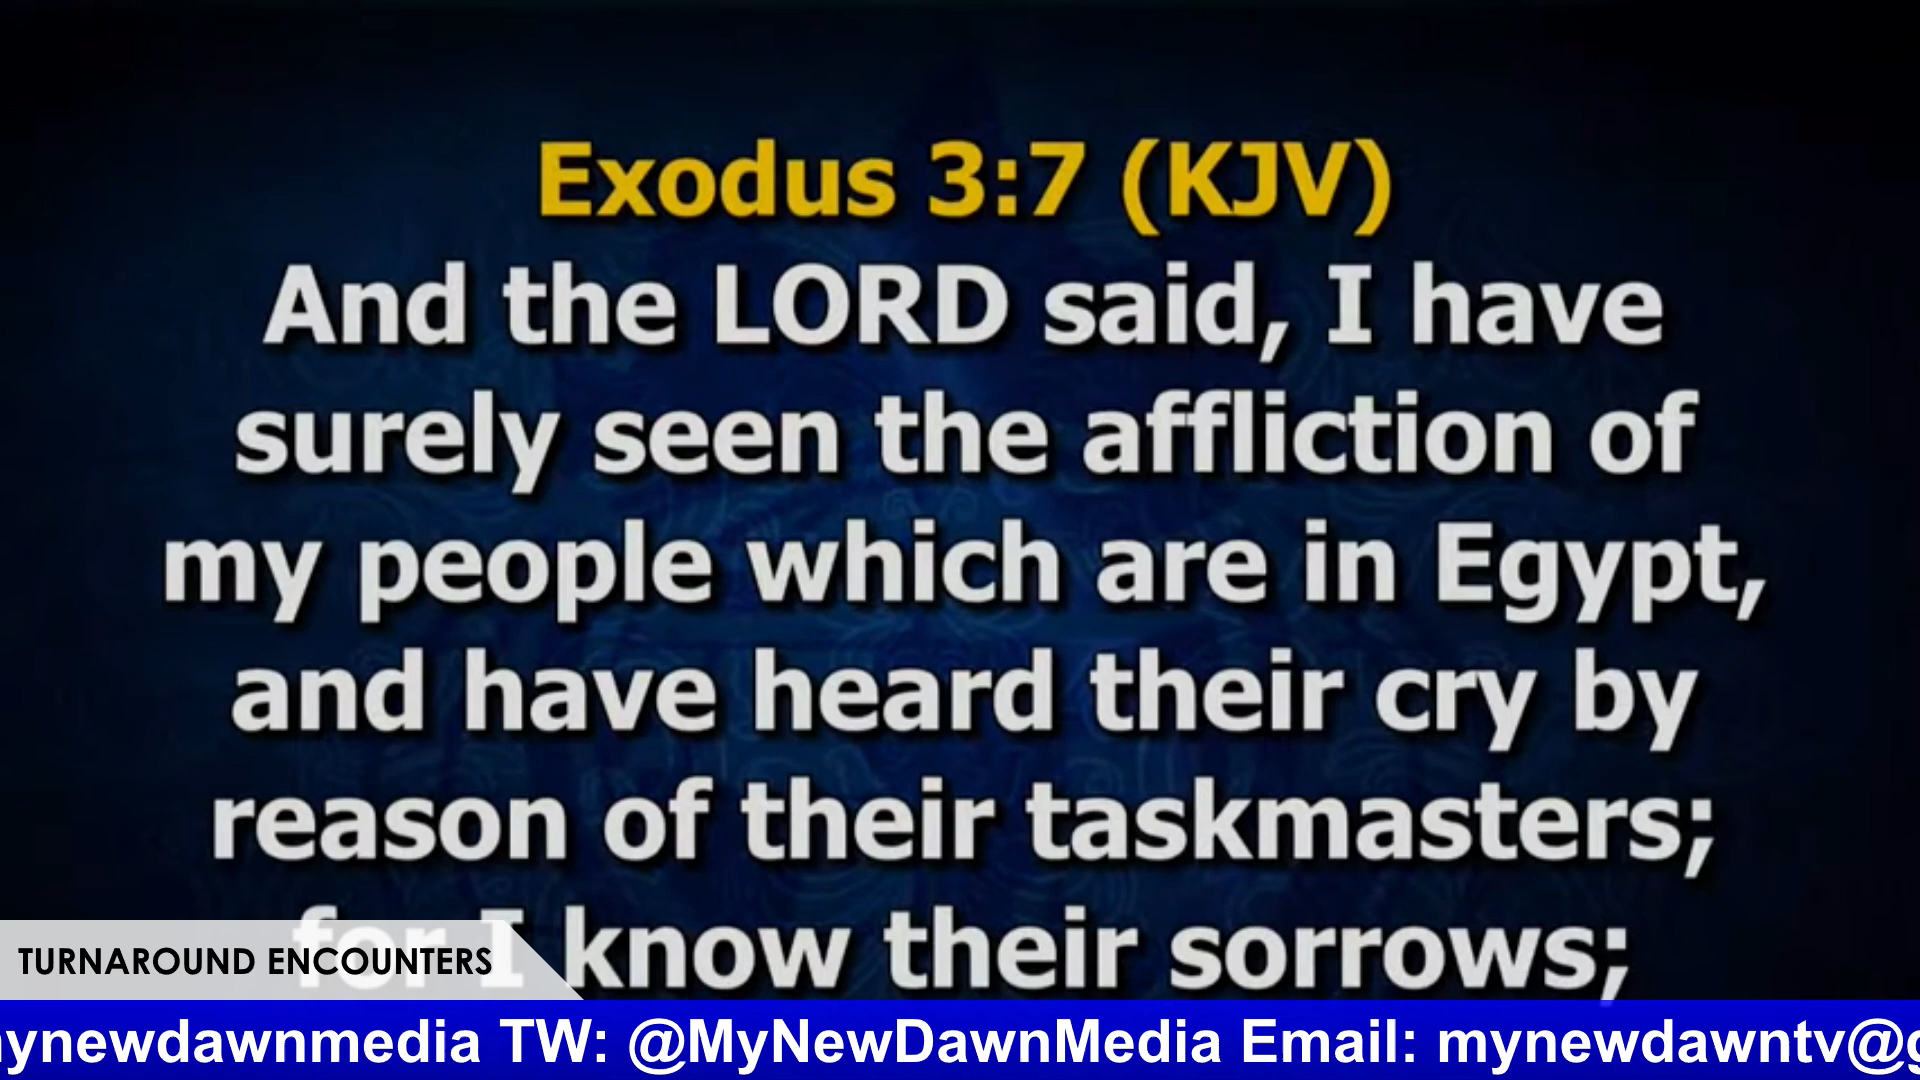 Exodus 3:7 (KJV)
And the LORD said, I have
surely seen the affliction of
my people which are in Egypt,
and have heard their cry by
reason of their taskmasters;
for I know their sorrows;
TURNAROUND ENCOUNTERS
mynewdawnmedia TW: @MyNewDawnMedia Email: mynewdawntv@g